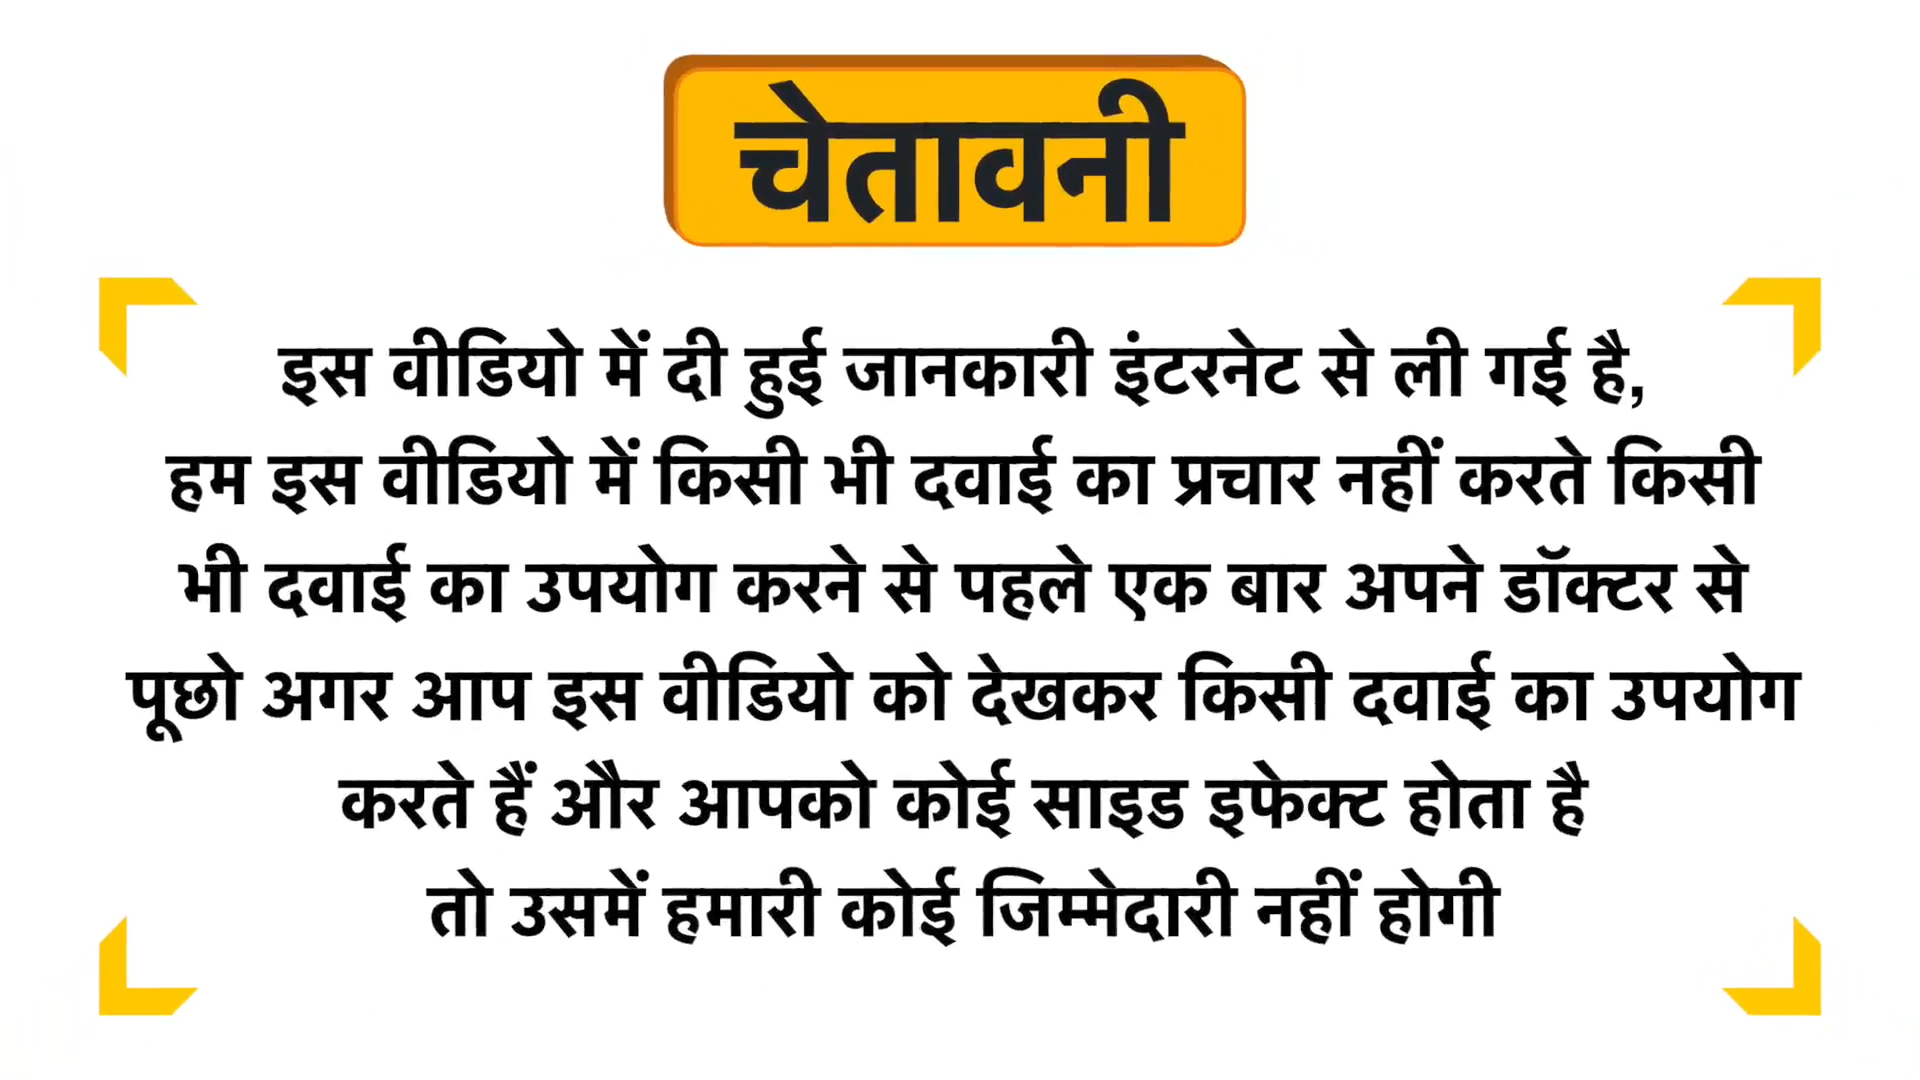 चेतावनी
इस वीडियो में दी हुई जानकारी इंटरनेट से ली गई है,
हम इस वीडियो में किसी भी दवाई का प्रचार नहीं करते किसी
भी दवाई का उपयोग करने से पहले एक बार अपने डॉक्टर से
पूछो अगर आप इस वीडियो को देखकर किसी दवाई का उपयोग
करते हैं और आपको कोई साइड इफेक्ट होता है
तो उसमें हमारी कोई जिम्मेदारी नहीं होगी